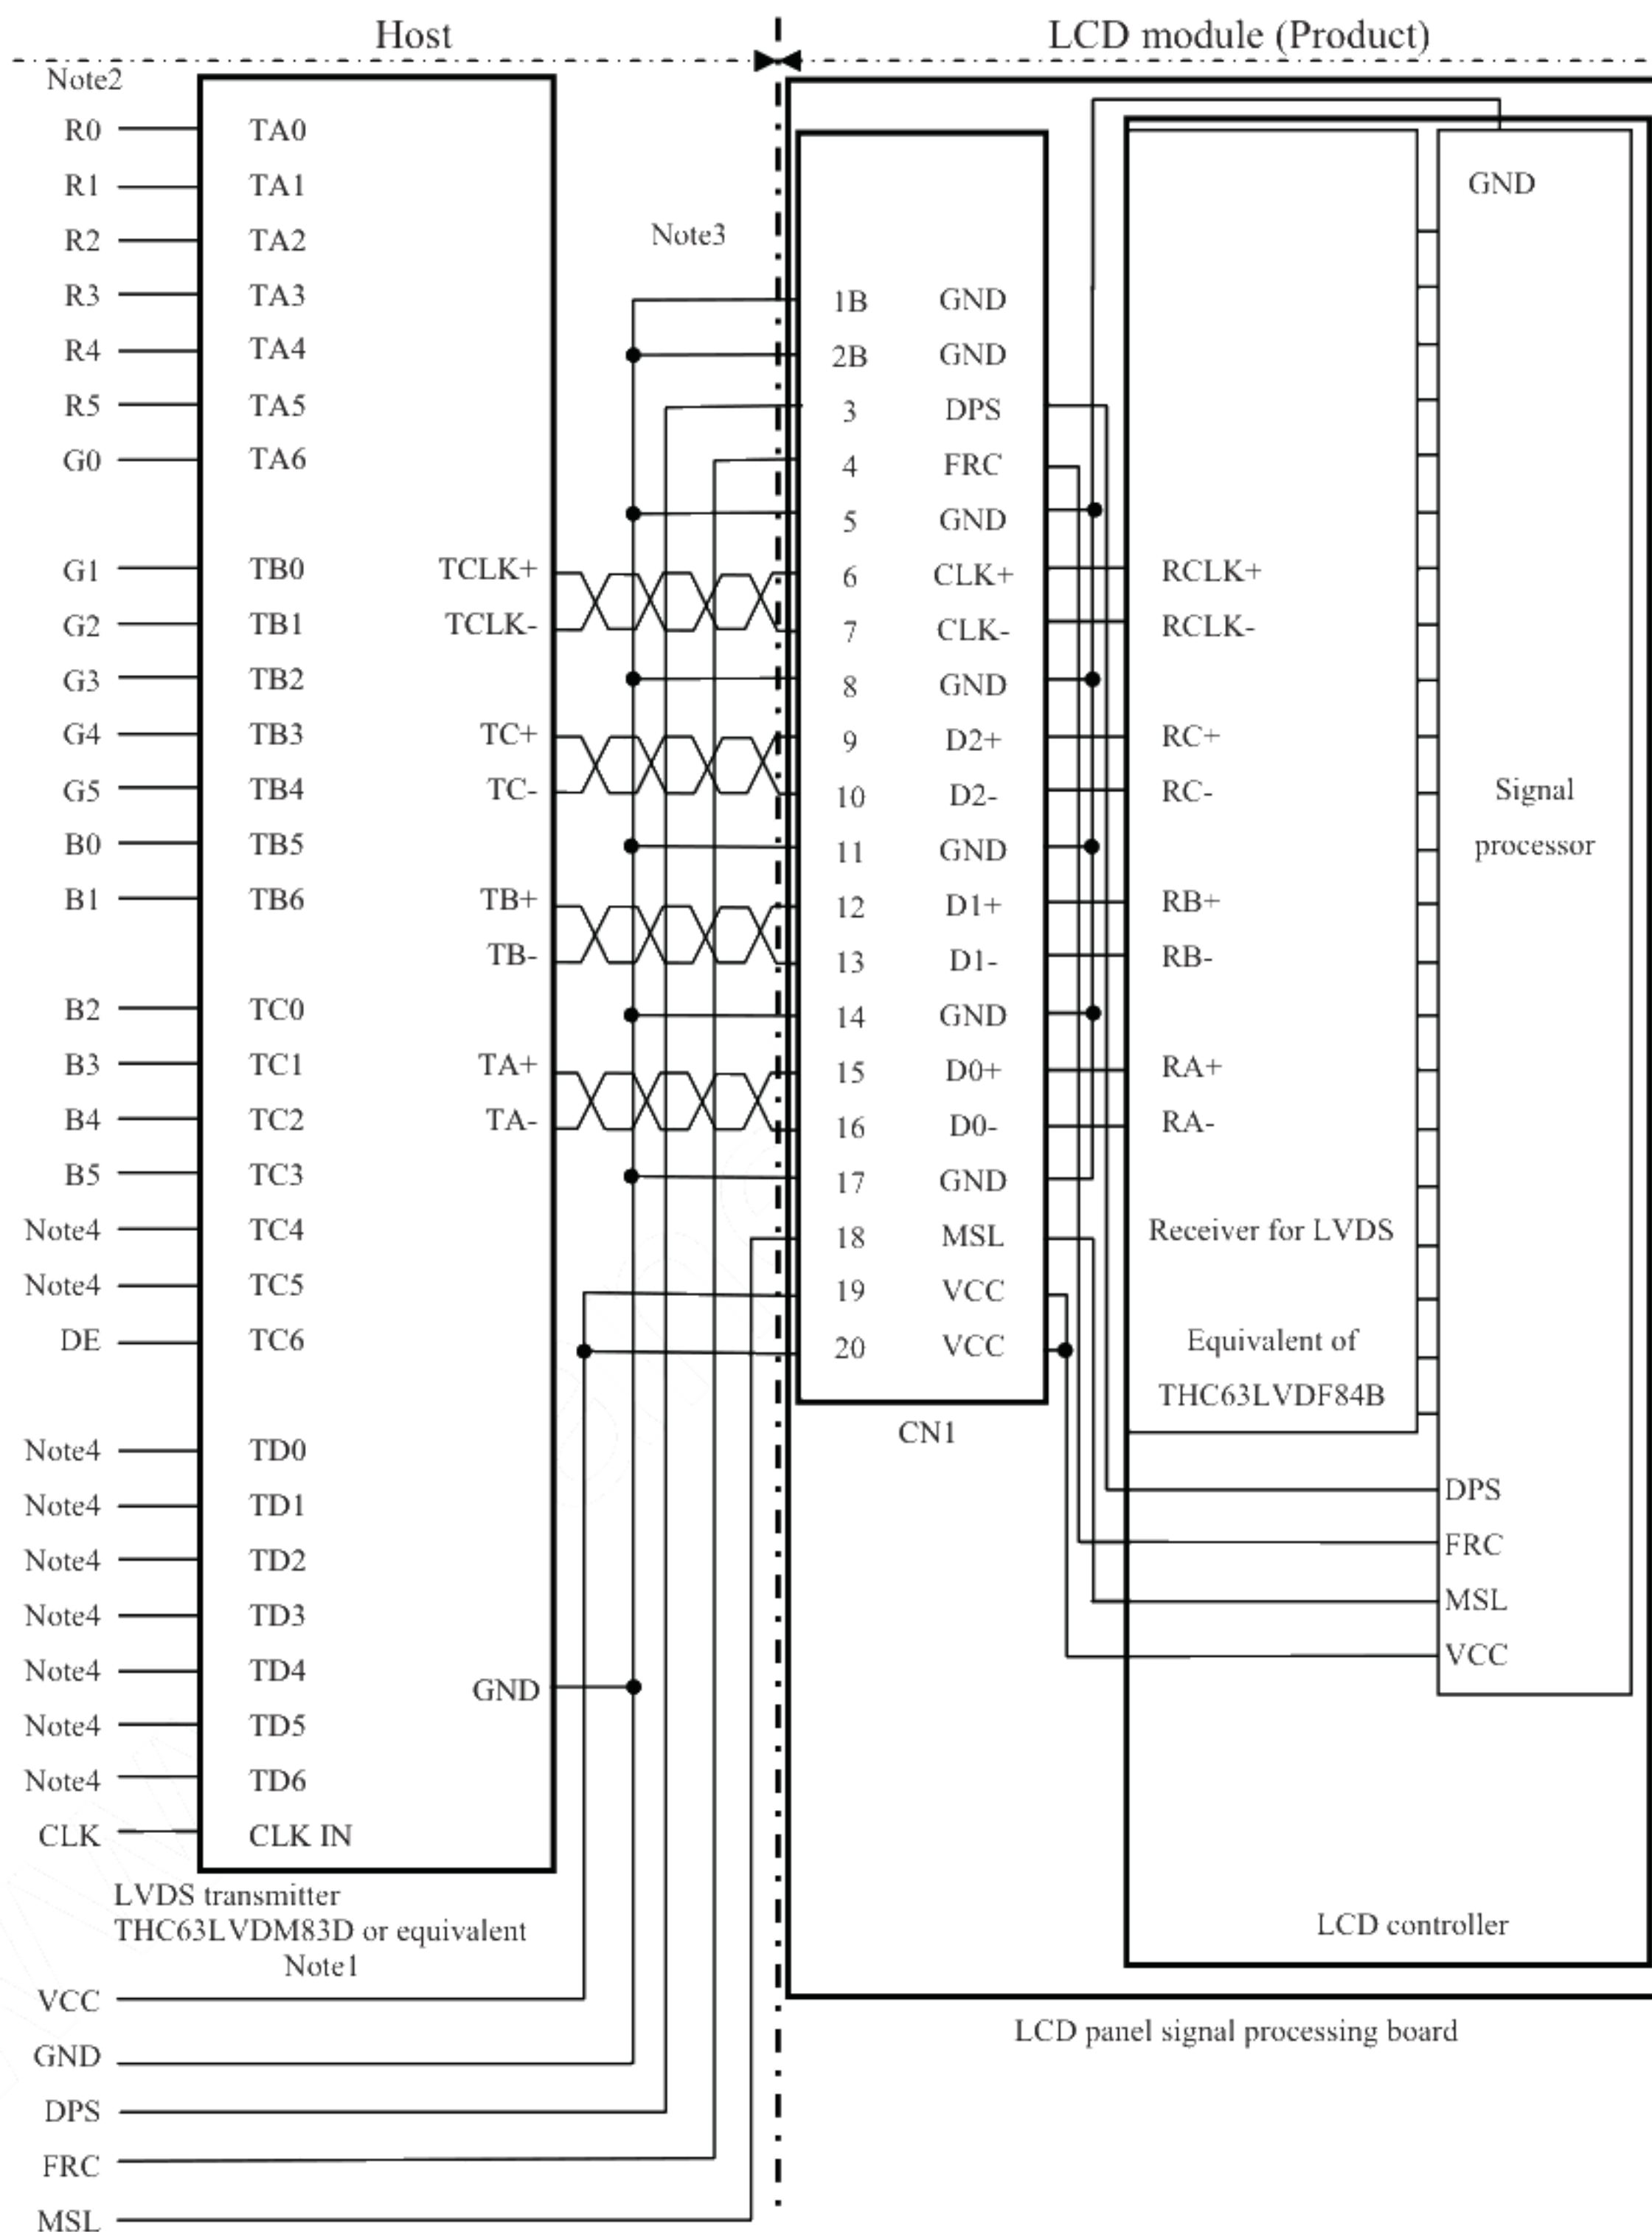 Host
LCD module (Product)
Note2
R0 TA0
R1 TA1
R2 TA2
R3 TA3
R4 TA4
R5 TA5
G0 TA6
G1 TB0 TCLK+
G2 TB1 TCLK-
G3 TB2
G4 TB3 TC+
G5 TB4 TC-
B0 TB5
B1 TB6 TB+
TB-
B2 TC0
B3 TC1 TA+
B4 TC2 TA-
B5 TC3
Note4 TC4
Note4 TC5
DE TC6
Note4 TD0
Note4 TD1
Note4 TD2
Note4 TD3
Note4 TD4 GND
Note4 TD5
Note4 TD6
CLK CLK IN
LVDS transmitter
THC63LVDM83D or equivalent
Note1
VCC
GND
DPS
FRC
MSL
Note3
1B GND
2B GND
3 DPS
4 FRC
5 GND
6 CLK+
7 CLK-
8 GND
9 D2+
10 D2-
11 GND
12 D1+
13 D1-
14 GND
15 D0+
16 D0-
17 GND
18 MSL
19 VCC
20 VCC
CN1
RCLK+
RCLK-
RC+
RC-
RB+
RB-
RA+
RA-
Receiver for LVDS
Equivalent of
THC63LVDF84B
GND
Signal
processor
DPS
FRC
MSL
VCC
LCD controller
LCD panel signal processing board